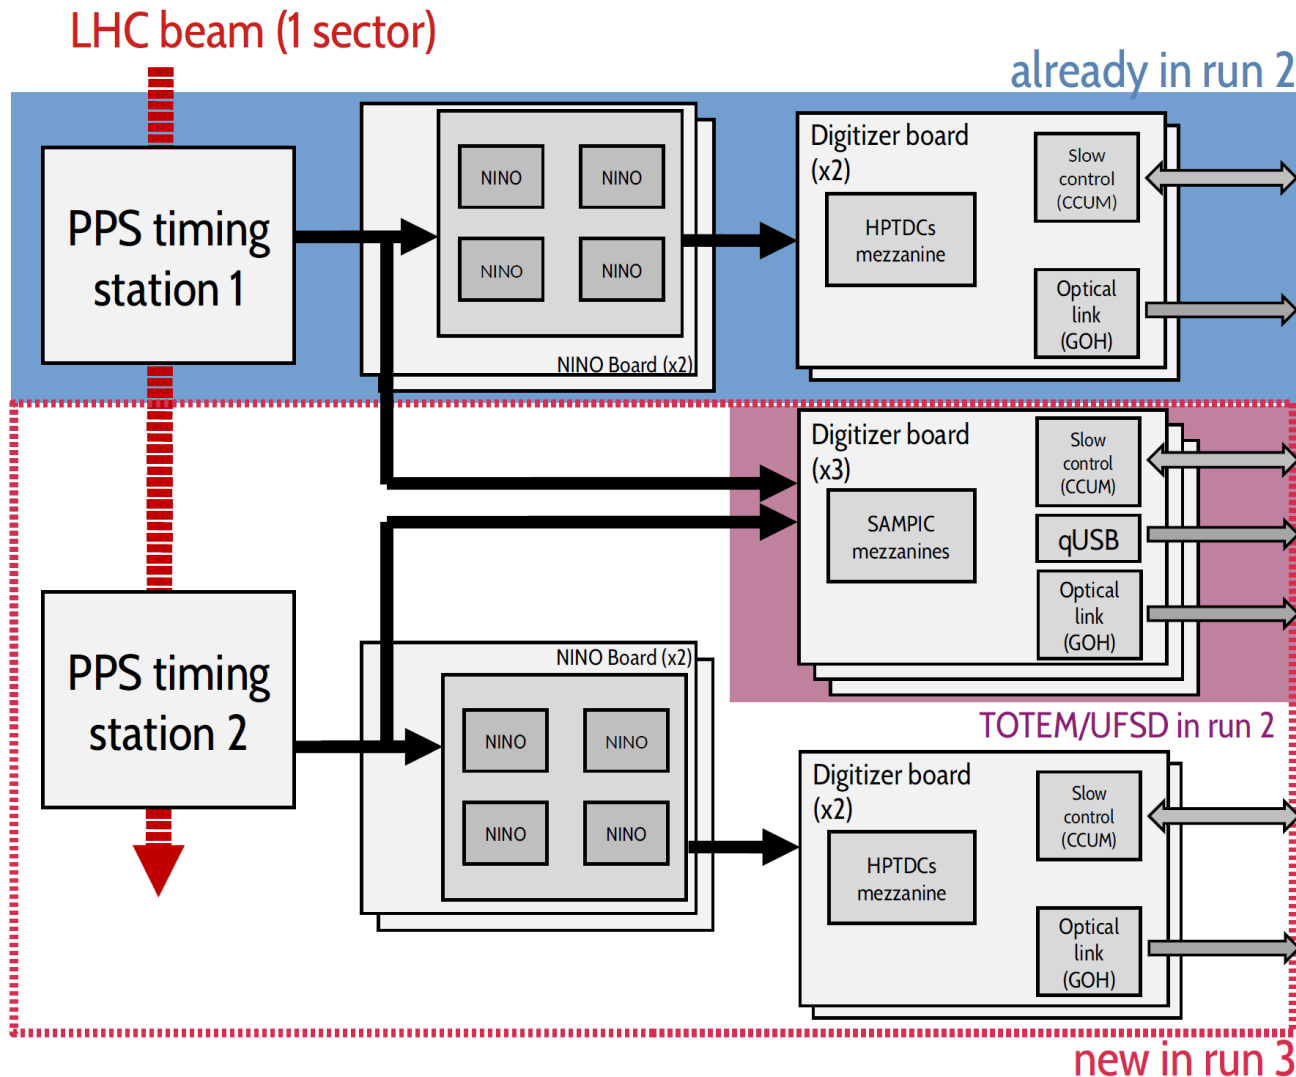 LHC beam (1 sector)
already in run 2
PPS timing
station 1
NINO
NINO
NINO
NINO
NINO Board (x2)
Digitizer board
(x2)
HPTDCs
mezzanine
Slow
control
(CCUM)
Optical
link
(GOH)
Digitizer board
(x3)
SAMPIC
mezzanines
Slow
control
(CCUM)
qUSB
Optical
link
(GOH)
TOTEM/UFSD in run 2
PPS timing
station 2
NINO Board (x2)
NINO
NINO
NINO
NINO
Digitizer board
(x2)
HPTDCs
mezzanine
Slow
control
(CCUM)
Optical
link
(GOH)
new in run 3